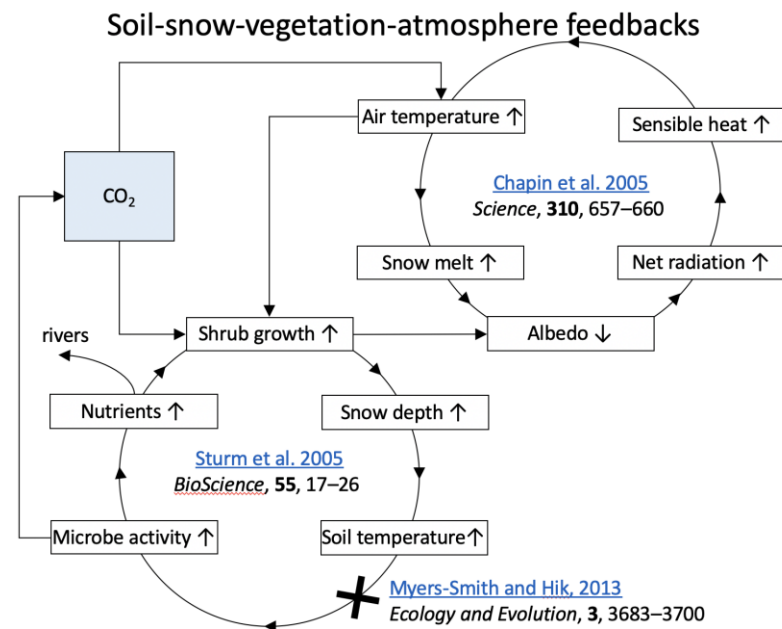 Soil-snow-vegetation-atmosphere feedbacks
Air temperature ↑
Sensible heat ↑
CO₂
Chapin et al. 2005
Science, 310, 657–660
Snow melt ↑
Net radiation ↑
Shrub growth ↑
Albedo ↓
rivers
Nutrients ↑
Snow depth ↑
Sturm et al. 2005
BioScience, 55, 17–26
Microbe activity ↑
Soil temperature↑
Myers-Smith and Hik, 2013
Ecology and Evolution, 3, 3683–3700